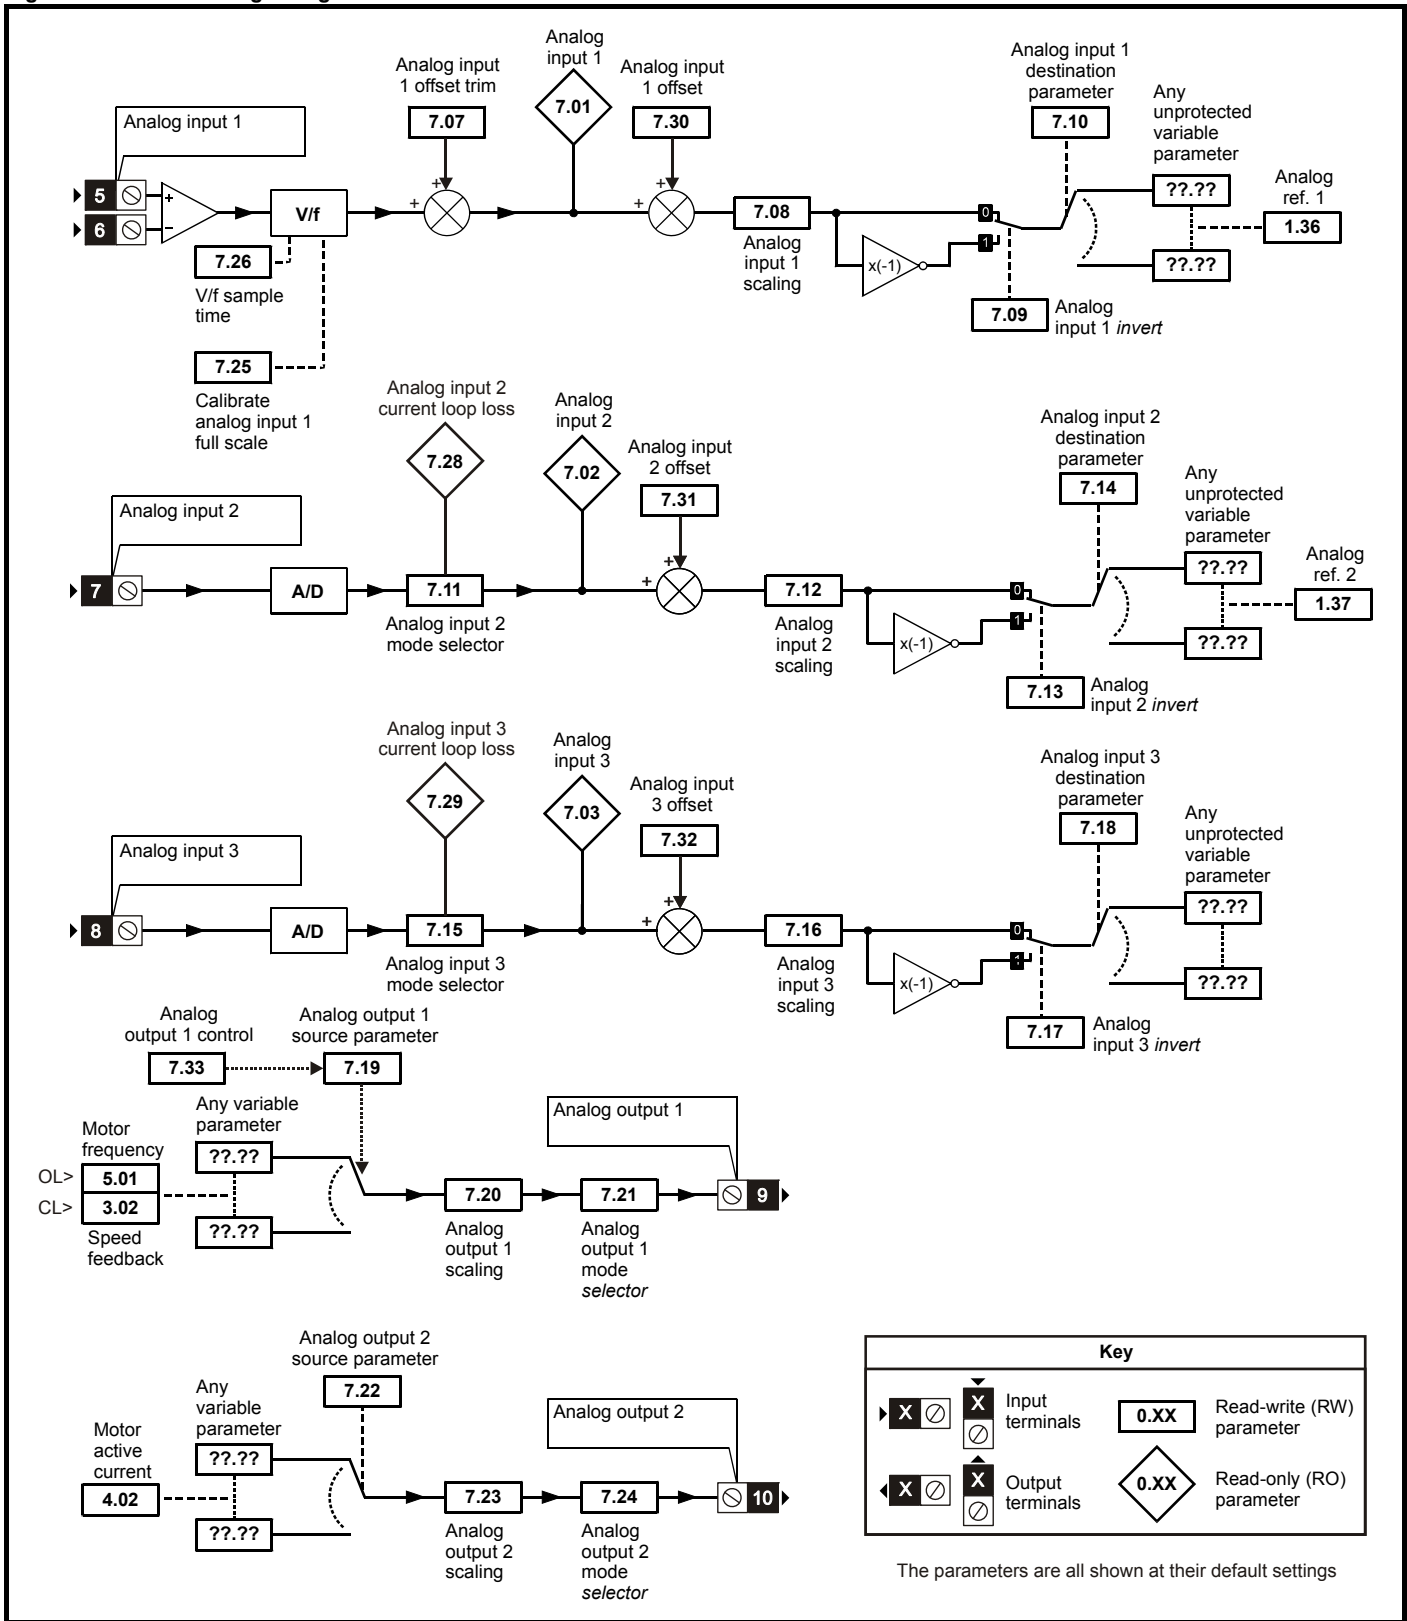 Analog input 1
5
6
+
−
V/f
7.26
V/f sample
time
7.25
Calibrate
analog input 1
full scale
Analog input
1 offset trim
7.07
+
+
Analog
input 1
7.01
Analog input
1 offset
7.30
+
+
7.08
Analog
input 1
scaling
x(-1)
0
1
7.09
Analog
input 1 invert
Analog input 1
destination
parameter
7.10
Any
unprotected
variable
parameter
??.??
??.??
Analog
ref. 1
1.36
Analog input 2
7
A/D
Analog input 2
current loop loss
7.28
7.11
Analog input 2
mode selector
Analog
input 2
7.02
Analog input
2 offset
7.31
+
+
7.12
Analog
input 2
scaling
x(-1)
0
1
7.13
Analog
input 2 invert
Analog input 2
destination
parameter
7.14
Any
unprotected
variable
parameter
??.??
??.??
Analog
ref. 2
1.37
Analog input 3
8
A/D
Analog input 3
current loop loss
7.29
7.15
Analog input 3
mode selector
Analog
input 3
7.03
Analog input
3 offset
7.32
+
+
7.16
Analog
input 3
scaling
x(-1)
0
1
7.17
Analog
input 3 invert
Analog input 3
destination
parameter
7.18
Any
unprotected
variable
parameter
??.??
??.??
Analog
output 1 control
7.33
Analog output 1
source parameter
7.19
Any variable
parameter
??.??
??.??
Motor
frequency
OL>
5.01
CL>
3.02
Speed
feedback
7.20
Analog
output 1
scaling
7.21
Analog
output 1
mode
selector
Analog output 1
9
Analog output 2
source parameter
7.22
Any
variable
parameter
??.??
??.??
Motor
active
current
4.02
7.23
Analog
output 2
scaling
7.24
Analog
output 2
mode
selector
Analog output 2
10
Key
X
X
Input
terminals
0.XX
Read-write (RW)
parameter
X
X
Output
terminals
0.XX
Read-only (RO)
parameter
The parameters are all shown at their default settings